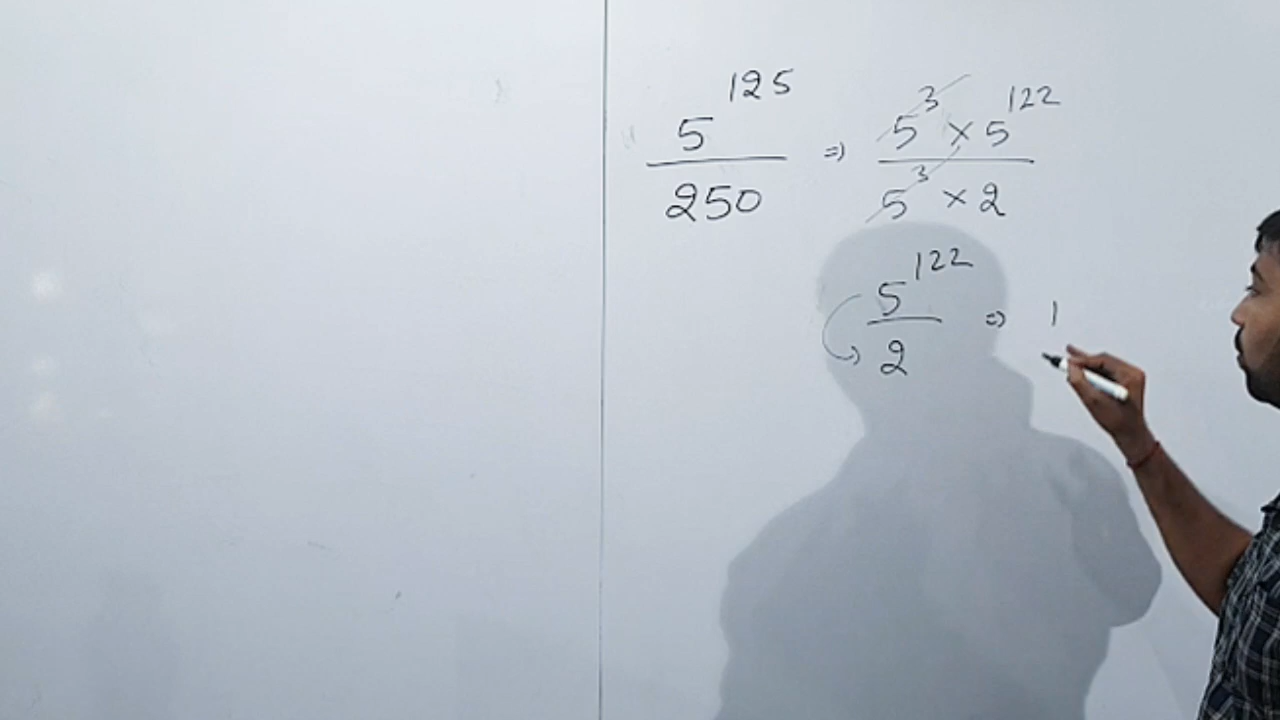 5^125 / 250 ⇒ 5^3 × 5^122 / 5^3 × 2
5^122 / 2 ⇒ 1